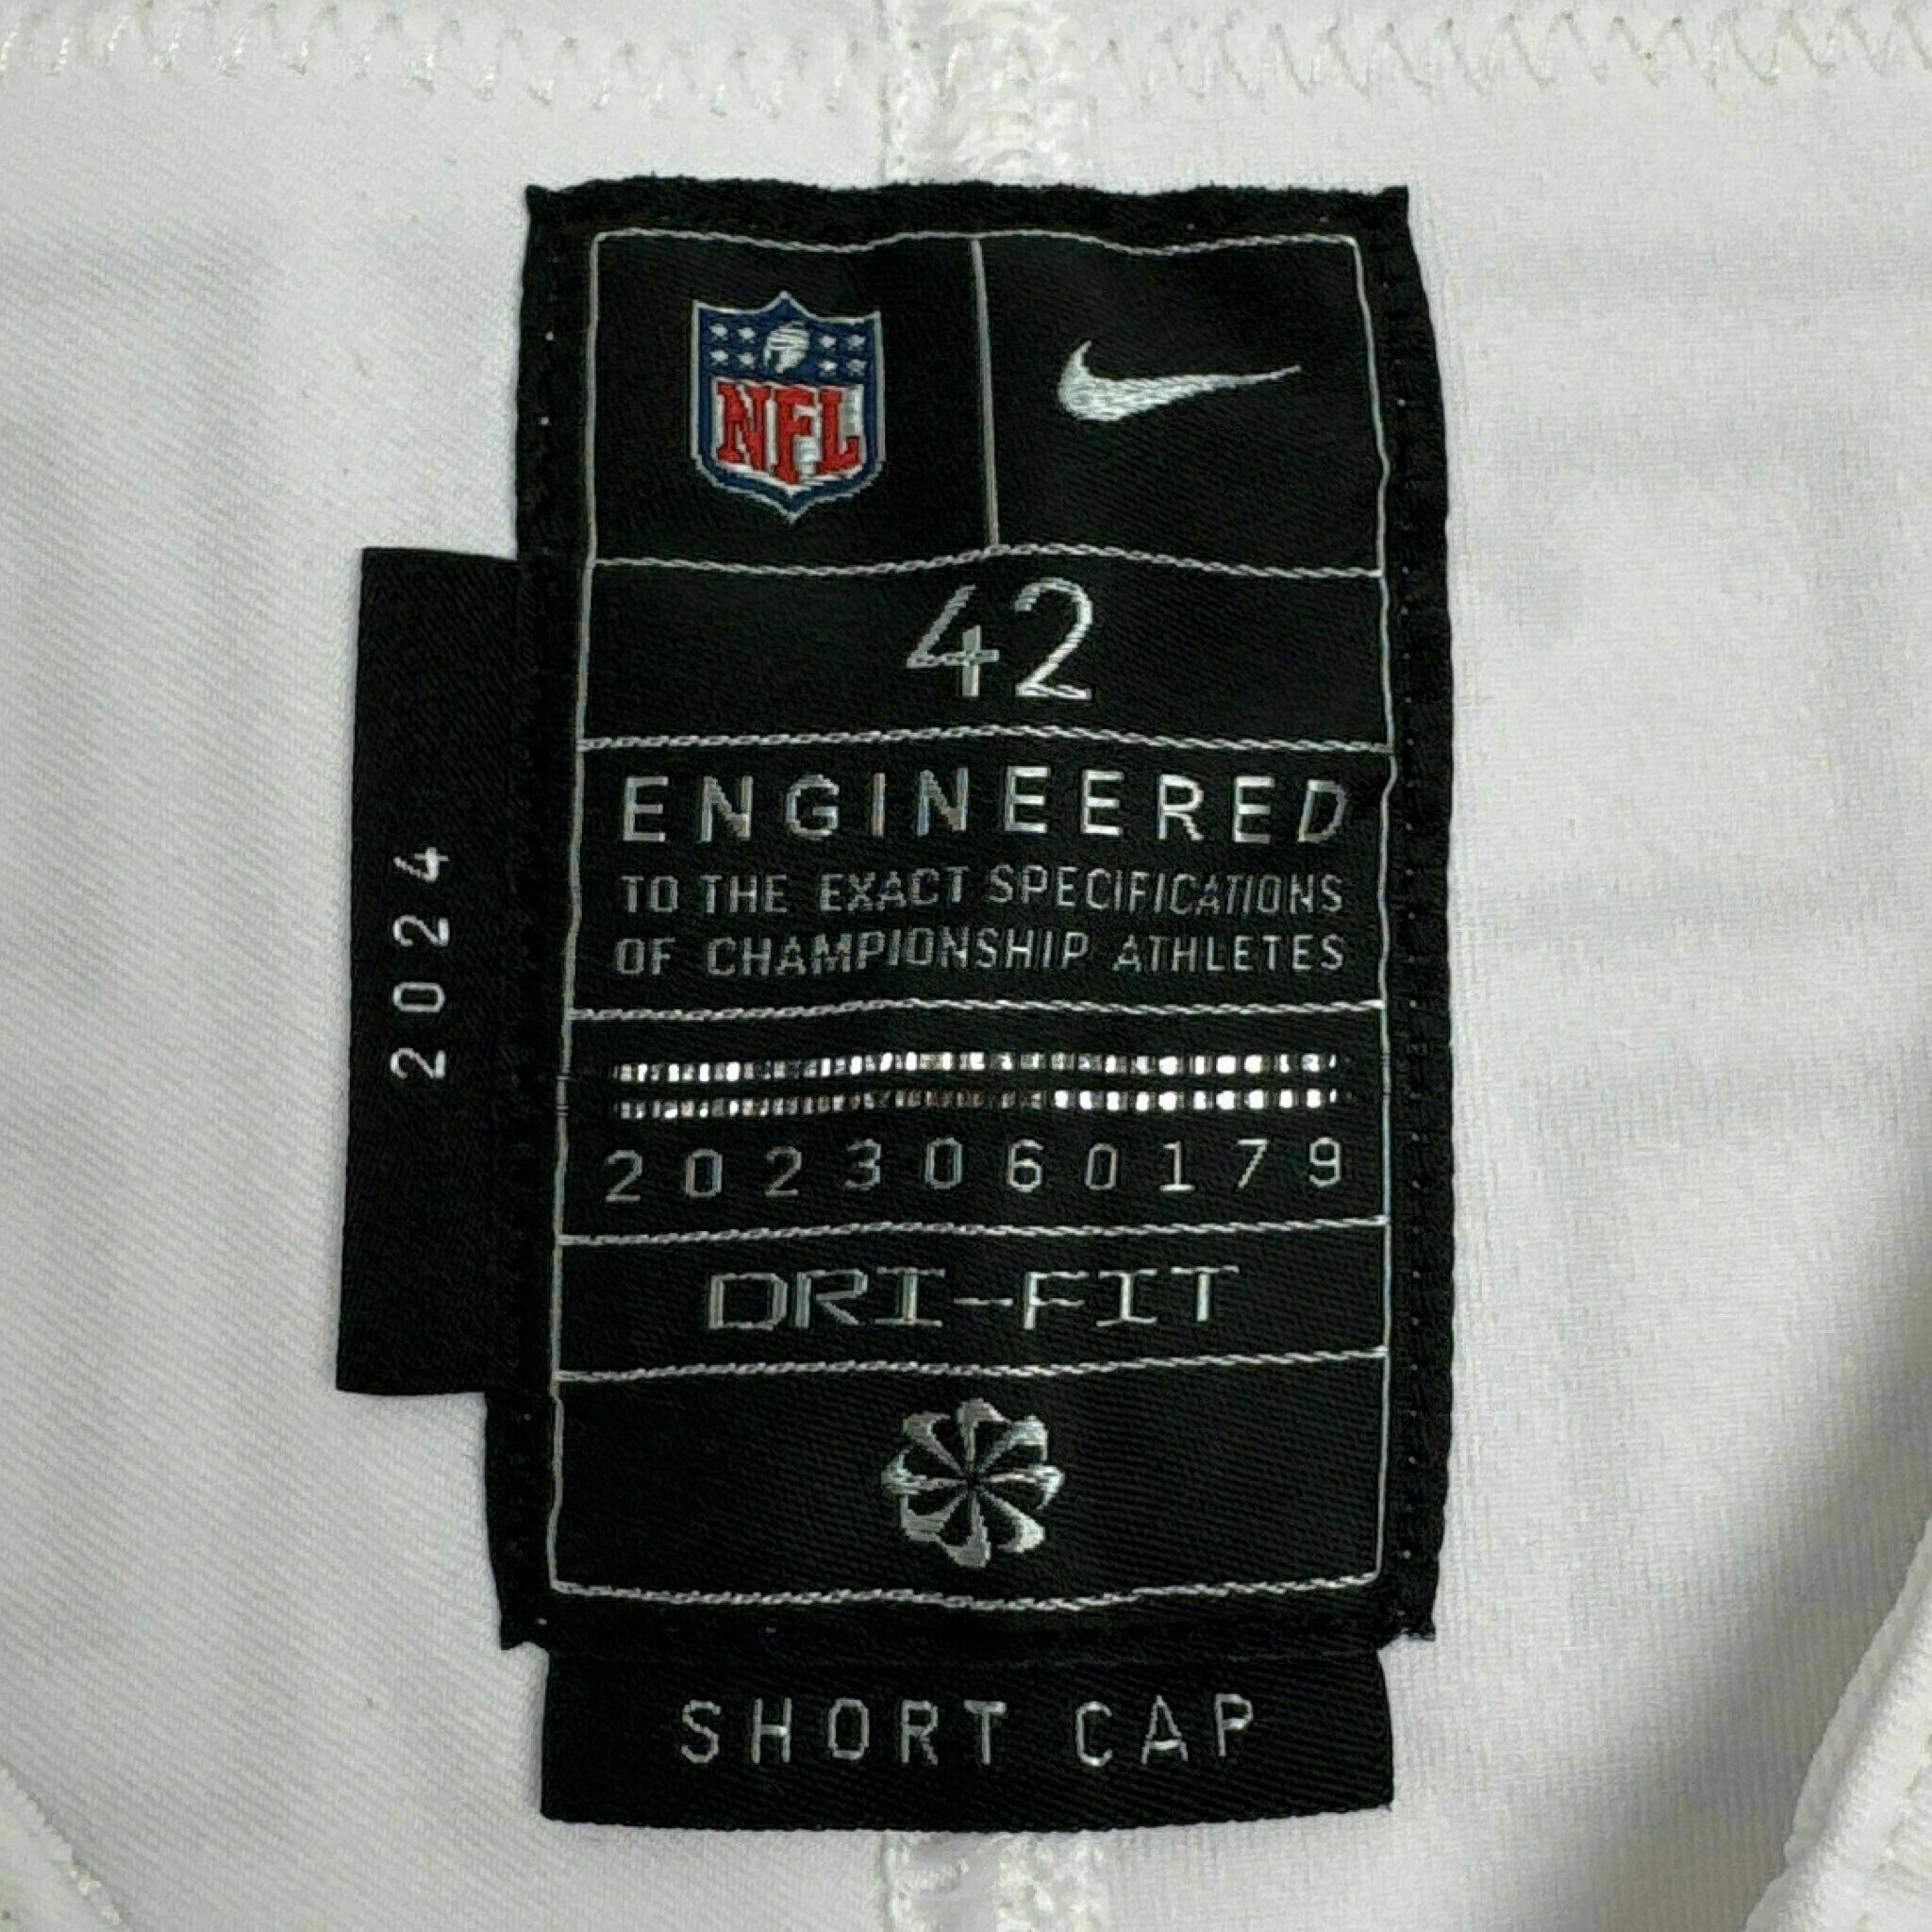 NFL
42
ENGINEERED
TO THE EXACT SPECIFICATIONS
OF CHAMPIONSHIP ATHLETES
2023060179
DRI-FIT
SHORT CAP
2024